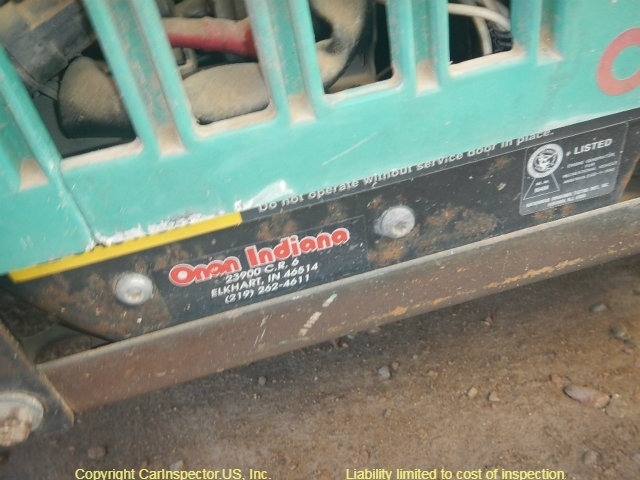 O
Do not operate without service door in place.
LISTED
Onan Indiana
23900 C.R. 6
ELKHART, IN 46514
(219) 262-4611
Copyright CarInspector.US, Inc. Liability limited to cost of inspection.